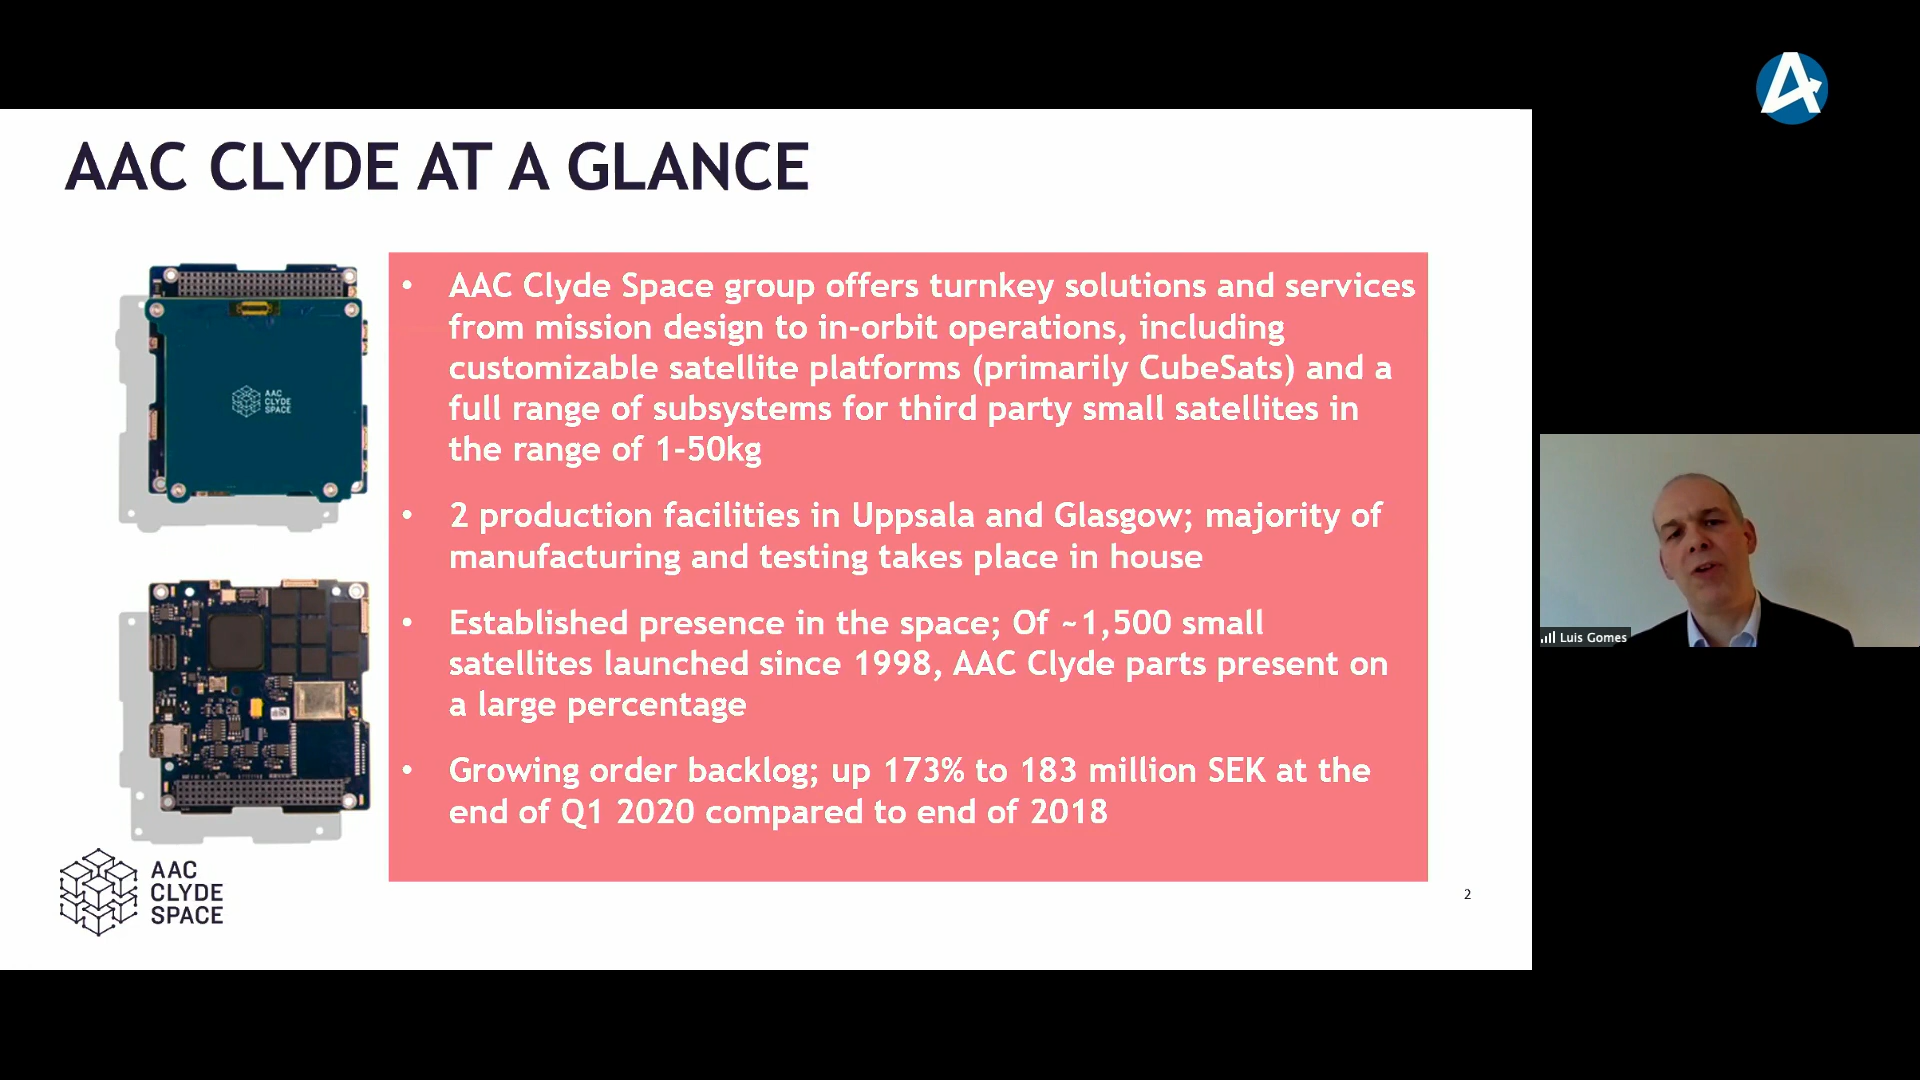 AAC CLYDE AT A GLANCE
AAC
CLYDE
SPACE
• AAC Clyde Space group offers turnkey solutions and services
from mission design to in-orbit operations, including
customizable satellite platforms (primarily CubeSats) and a
full range of subsystems for third party small satellites in
the range of 1-50kg
• 2 production facilities in Uppsala and Glasgow; majority of
manufacturing and testing takes place in house
• Established presence in the space; Of ~1,500 small
satellites launched since 1998, AAC Clyde parts present on
a large percentage
• Growing order backlog; up 173% to 183 million SEK at the
end of Q1 2020 compared to end of 2018
AAC
CLYDE
SPACE
2
Luis Gomes